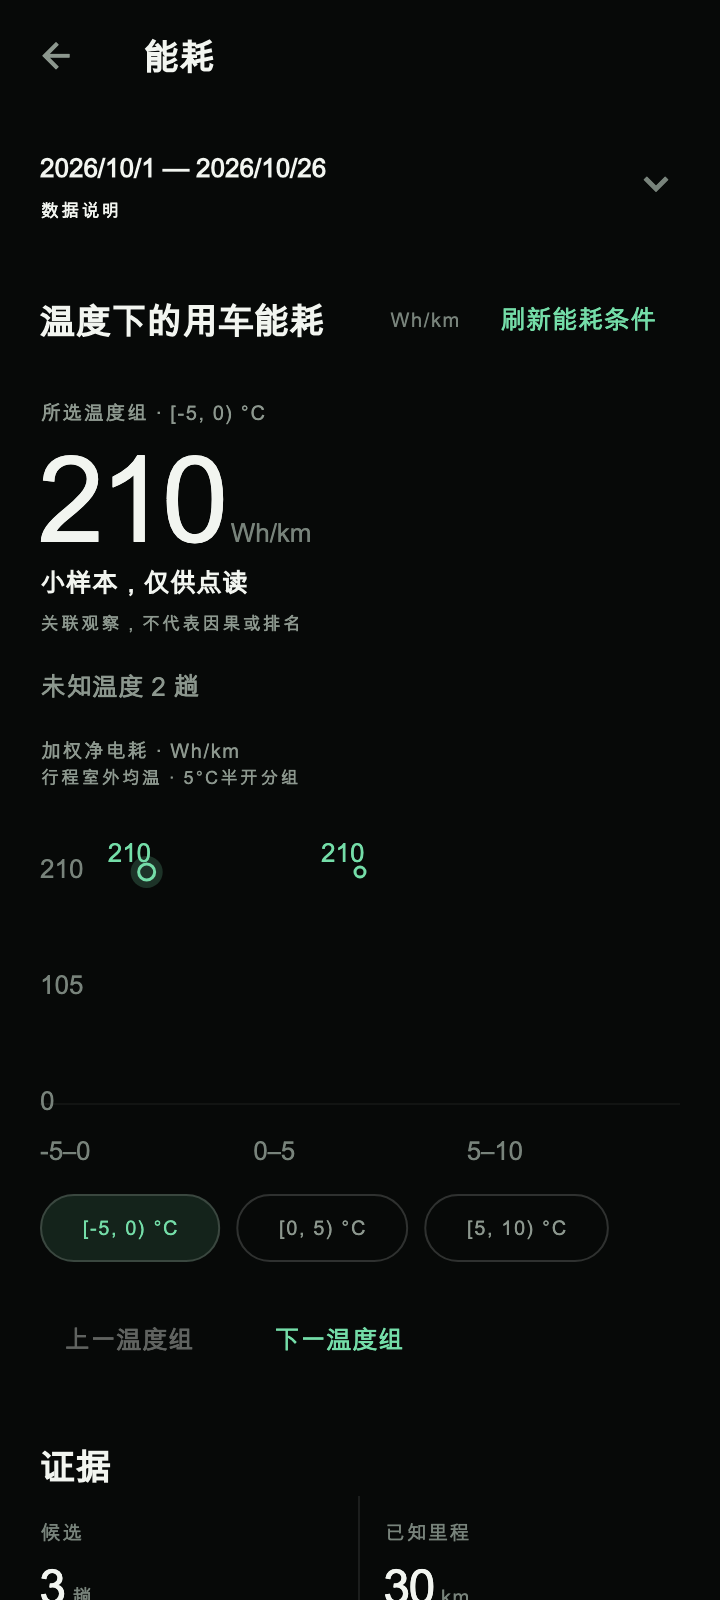 能耗
2026/10/1 — 2026/10/26
数据说明
温度下的用车能耗 Wh/km 刷新能耗条件
所选温度组 · [-5, 0) °C
210 Wh/km
小样本，仅供点读
关联观察，不代表因果或排名
未知温度 2 趟
加权净电耗 · Wh/km
行程室外均温 · 5°C半开分组
210 210
210
105
0
-5–0 0–5 5–10
[-5, 0) °C [0, 5) °C [5, 10) °C
上一温度组 下一温度组
证据
候选 已知里程
3 趟 30 km